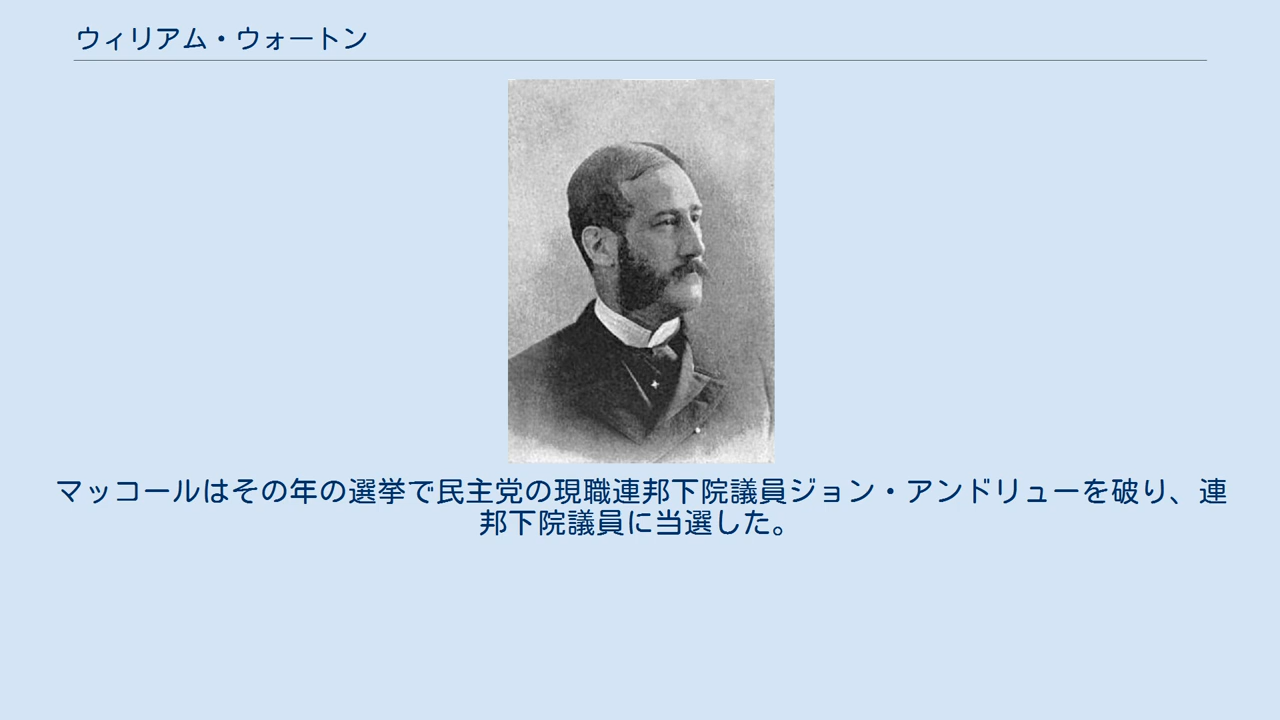 ウィリアム・ウォートン
マッコールはその年の選挙で民主党の現職連邦下院議員ジョン・アンドリューを破り、連
邦下院議員に当選した。